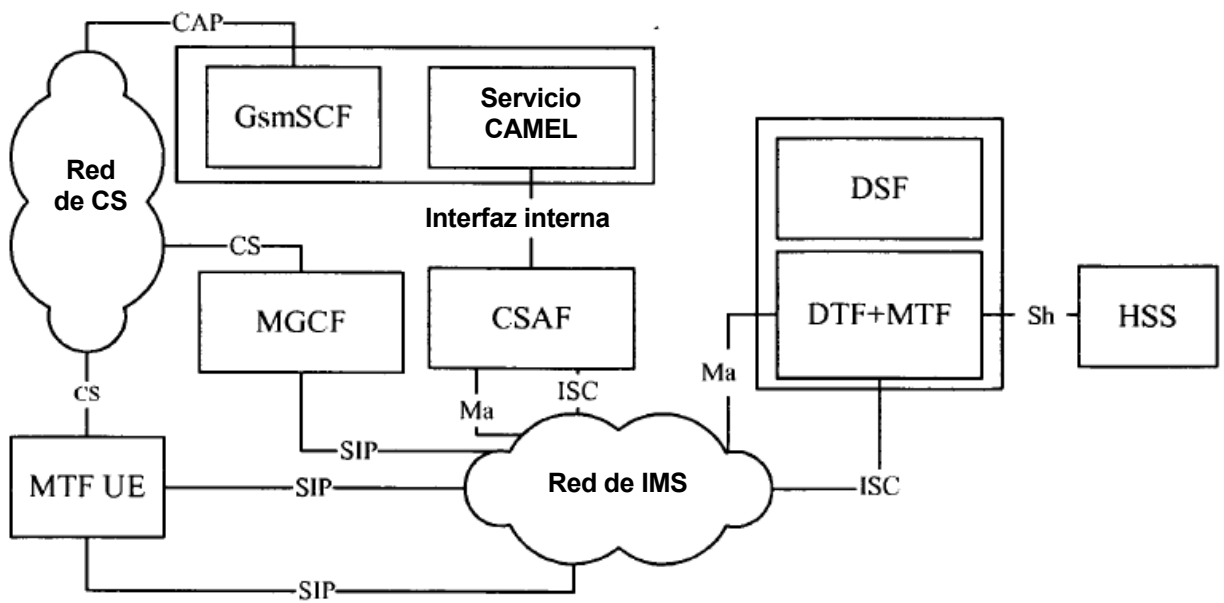 CAP
GsmSCF
Servicio
CAMEL
Red
de CS
DSF
Interfaz interna
CS
MGCF
CSAF
DTF+MTF
Sh
HSS
Ma
CS
Ma
ISC
SIP
MTF UE
SIP
Red de IMS
ISC
SIP